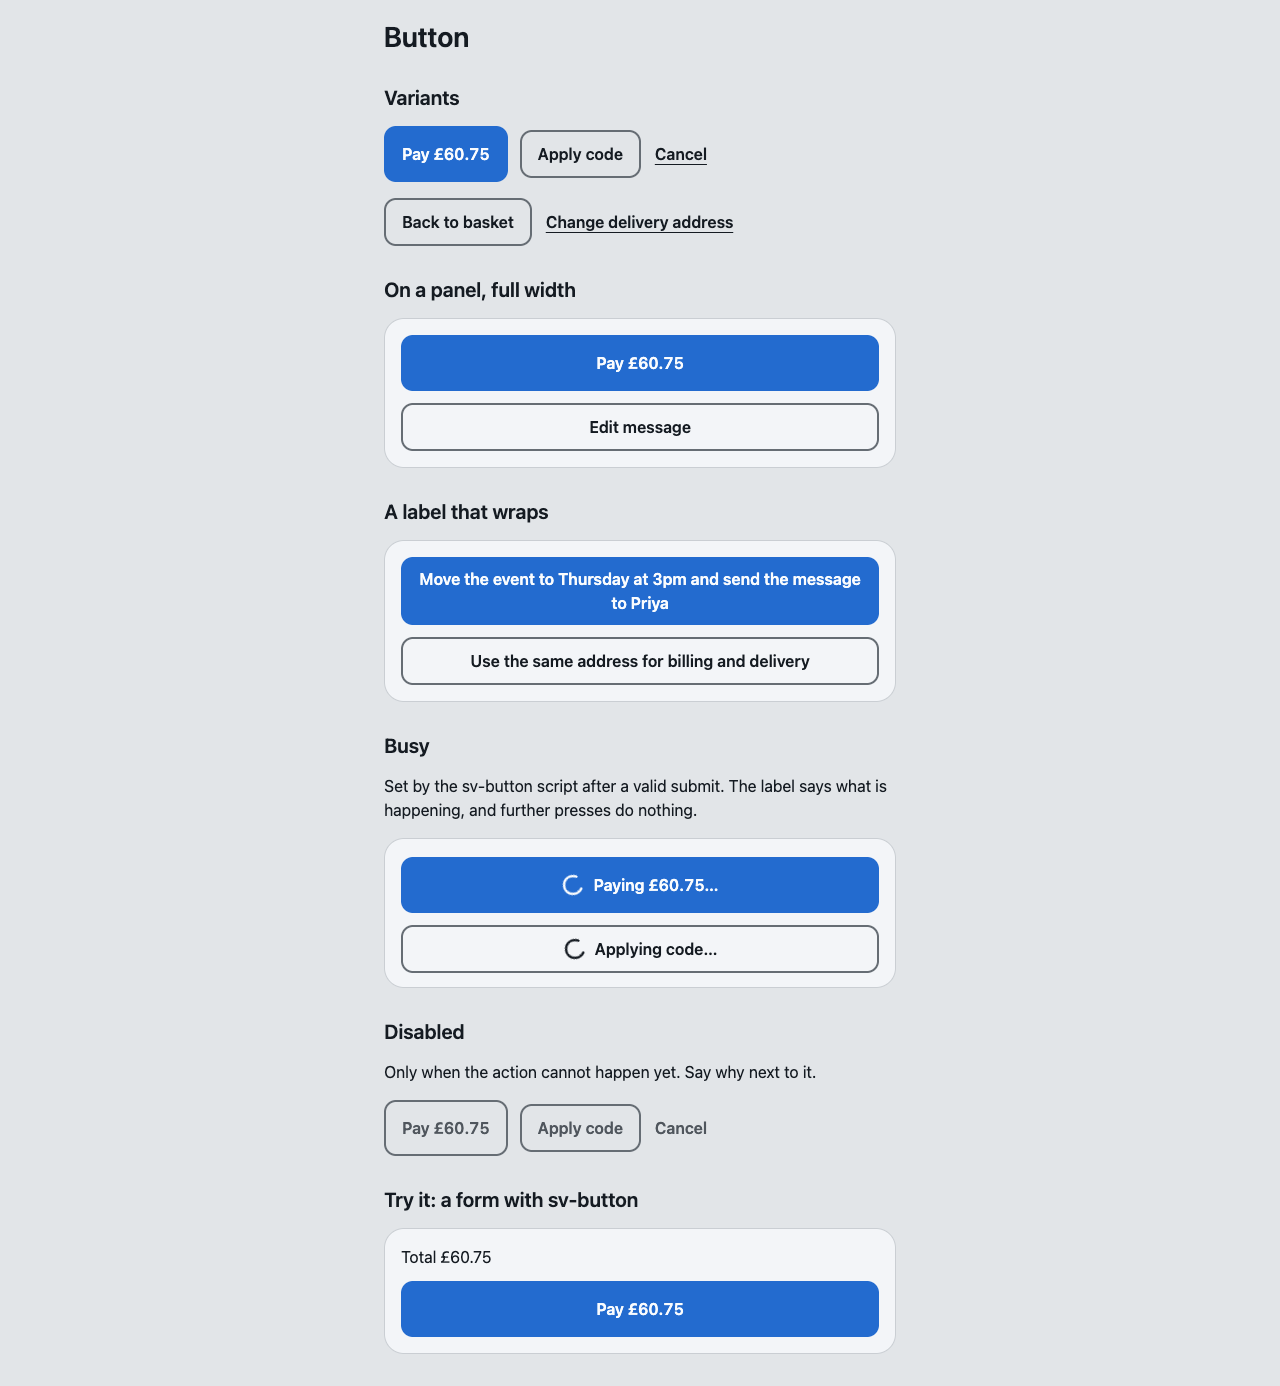 Button
Variants
Pay £60.75
Apply code
Cancel
Back to basket
Change delivery address
On a panel, full width
Pay £60.75
Edit message
A label that wraps
Move the event to Thursday at 3pm and send the message
to Priya
Use the same address for billing and delivery
Busy
Set by the sv-button script after a valid submit. The label says what is
happening, and further presses do nothing.
Paying £60.75…
Applying code…
Disabled
Only when the action cannot happen yet. Say why next to it.
Pay £60.75
Apply code
Cancel
Try it: a form with sv-button
Total £60.75
Pay £60.75